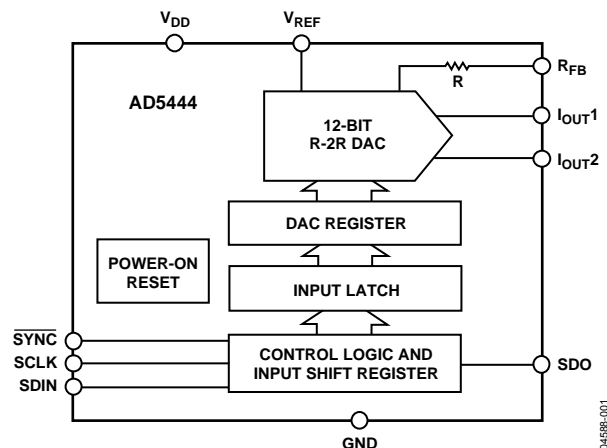 VDD
VREF
RFB
R
AD5444
12-BIT
R-2R DAC
IOUT1
IOUT2
DAC REGISTER
POWER-ON
RESET
INPUT LATCH
SYNC
SCLK
SDIN
CONTROL LOGIC AND
INPUT SHIFT REGISTER
SDO
GND
04588-001